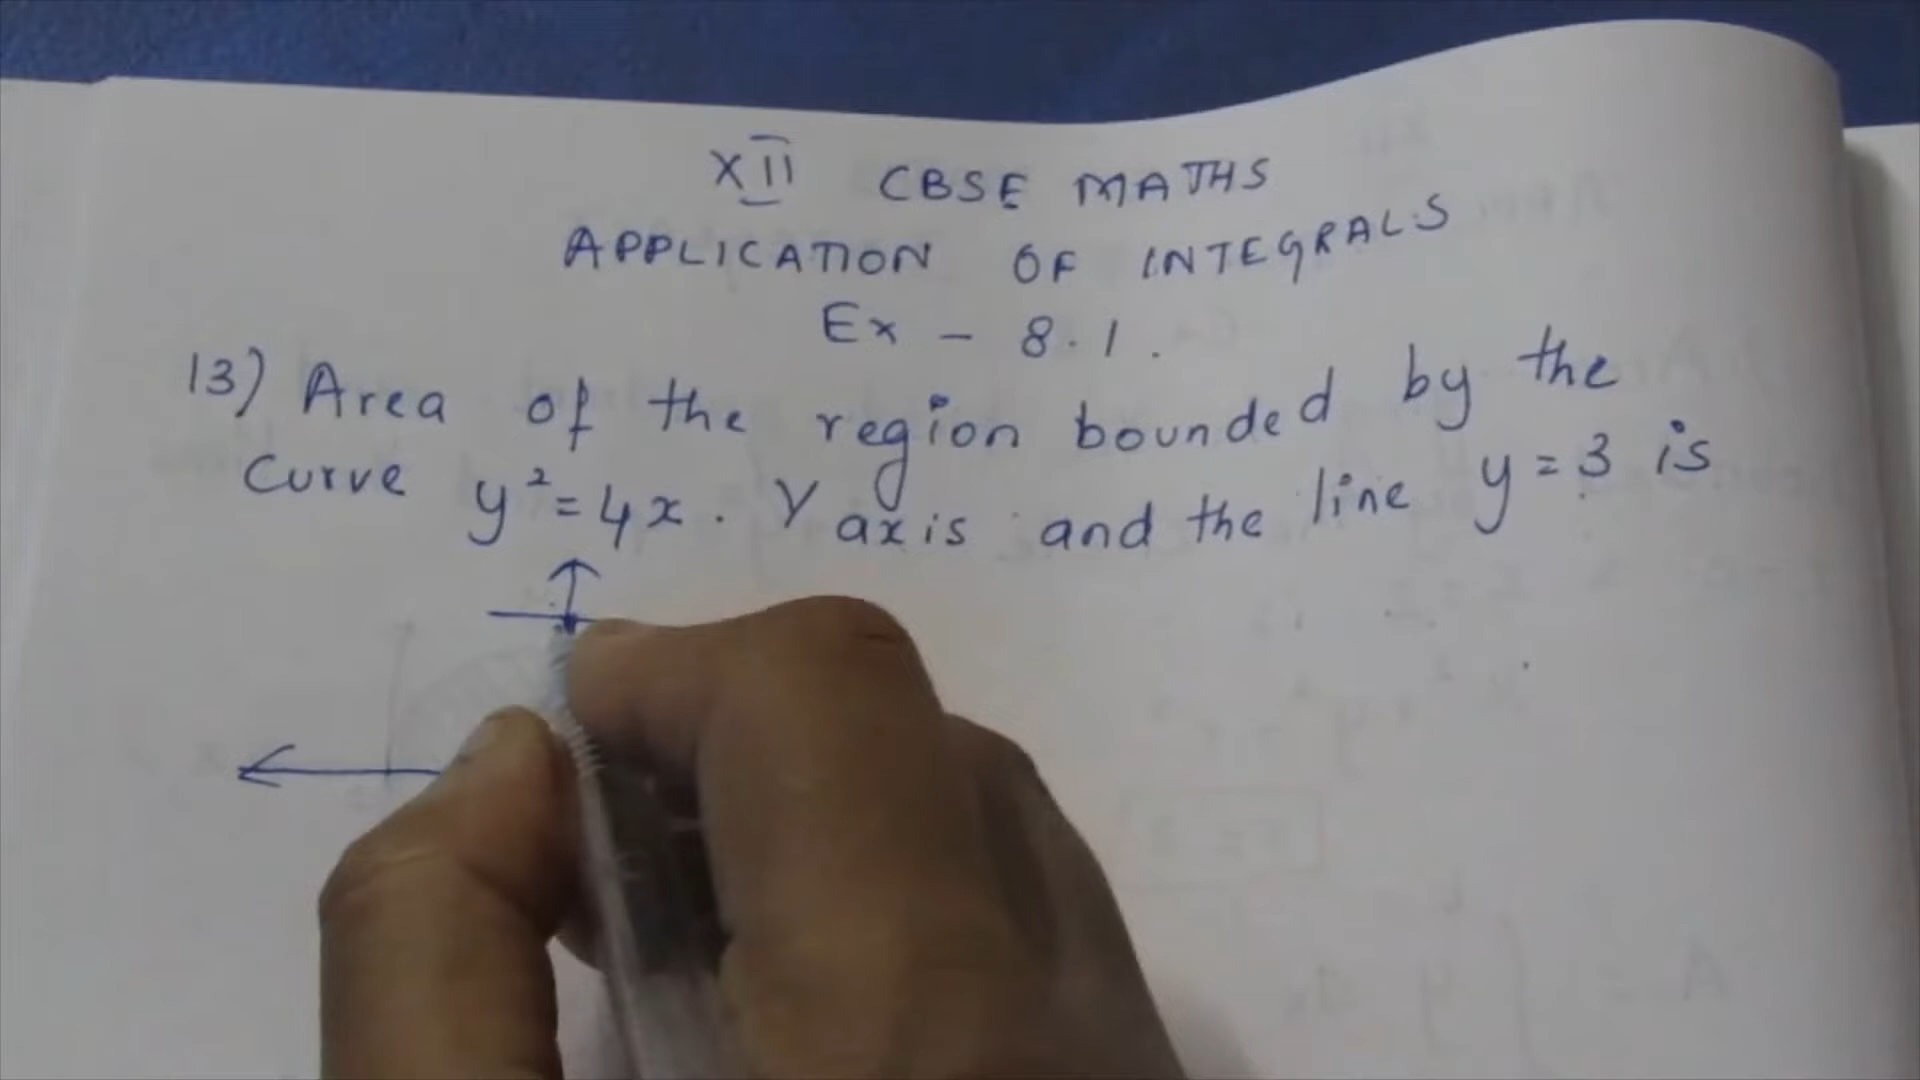 XII CBSE MATHS
APPLICATION OF INTEGRALS
Ex - 8.1.
13) Area of the region bounded by the
Curve y²=4x. Y axis and the line y=3 is